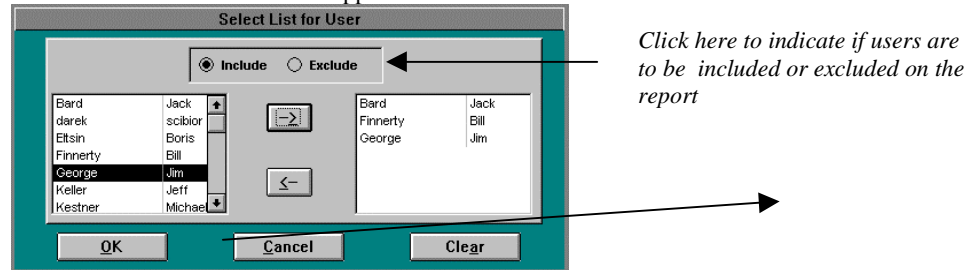 Select List for User
Include Exclude
Click here to indicate if users are
to be included or excluded on the
report
Bard Jack
darek scibior
Eltsin Boris
Finnerty Bill
George Jim
Keller Jeff
Kestner Michael
->
<-
Bard Jack
Finnerty Bill
George Jim
OK Cancel Clear